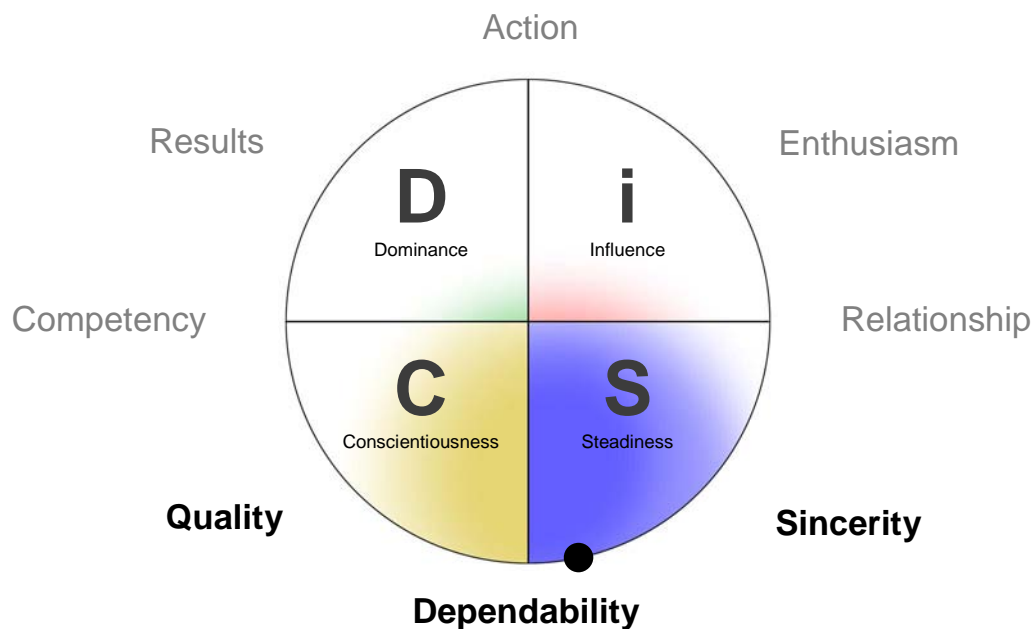 Action
Results
Enthusiasm
D
i
Dominance
Influence
Competency
Relationship
C
S
Conscientiousness
Steadiness
Quality
Sincerity
Dependability